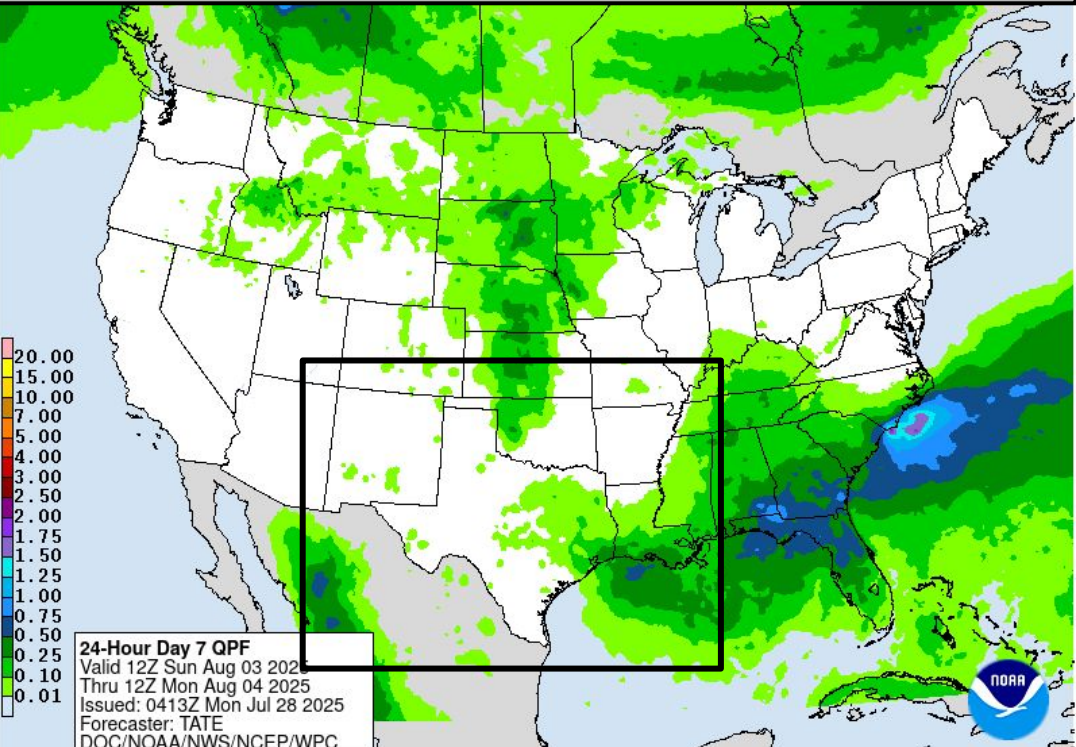 20.00
15.00
10.00
7.00
5.00
4.00
3.00
2.50
2.00
1.75
1.50
1.25
1.00
0.75
0.50
0.25
0.10
0.01
24-Hour Day 7 QPF
Valid 12Z Sun Aug 03 2025
Thru 12Z Mon Aug 04 2025
Issued: 0413Z Mon Jul 28 2025
Forecaster: TATE
DOC/NOAA/NWS/NCEP/WPC
NOAA